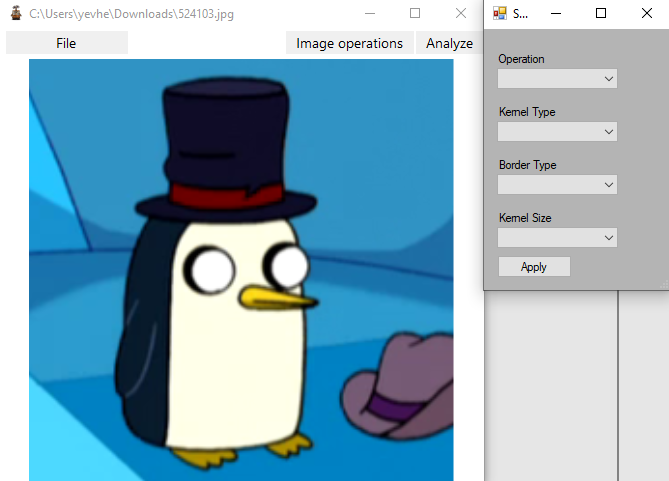 C:\Users\yevhe\Downloads\524103.jpg
S...
File
Image operations
Analyze
Operation
Kernel Type
Border Type
Kernel Size
Apply